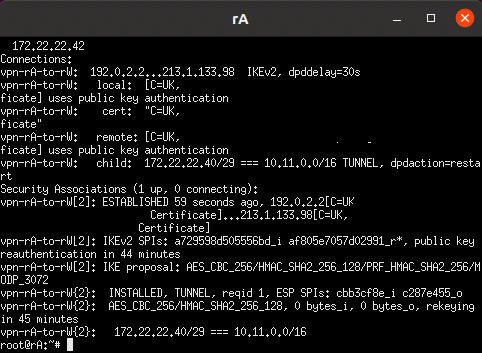 rA
172.22.22.42
Connections:
vpn-rA-to-rW:  192.0.2.2...213.1.133.98  IKEv2, dpddelay=30s
vpn-rA-to-rW:   local:  [C=UK,
ficate] uses public key authentication
vpn-rA-to-rW:    cert:  "C=UK,
ficate"
vpn-rA-to-rW:   remote: [C=UK,
ficate] uses public key authentication
vpn-rA-to-rW:   child:  172.22.22.40/29 === 10.11.0.0/16 TUNNEL, dpdaction=resta
rt
Security Associations (1 up, 0 connecting):
vpn-rA-to-rW[2]: ESTABLISHED 59 seconds ago, 192.0.2.2[C=UK
Certificate]...213.1.133.98[C=UK,
Certificate]
vpn-rA-to-rW[2]: IKEv2 SPIs: a729598d505556bd_i af805e7057d02991_r*, public key
reauthentication in 44 minutes
vpn-rA-to-rW[2]: IKE proposal: AES_CBC_256/HMAC_SHA2_256_128/PRF_HMAC_SHA2_256/M
ODP_3072
vpn-rA-to-rW{2}:  INSTALLED, TUNNEL, reqid 1, ESP SPIs: cbb3cf8e_i c287e455_o
vpn-rA-to-rW{2}:  AES_CBC_256/HMAC_SHA2_256_128, 0 bytes_i, 0 bytes_o, rekeying
in 45 minutes
vpn-rA-to-rW{2}:   172.22.22.40/29 === 10.11.0.0/16
root@rA:~#